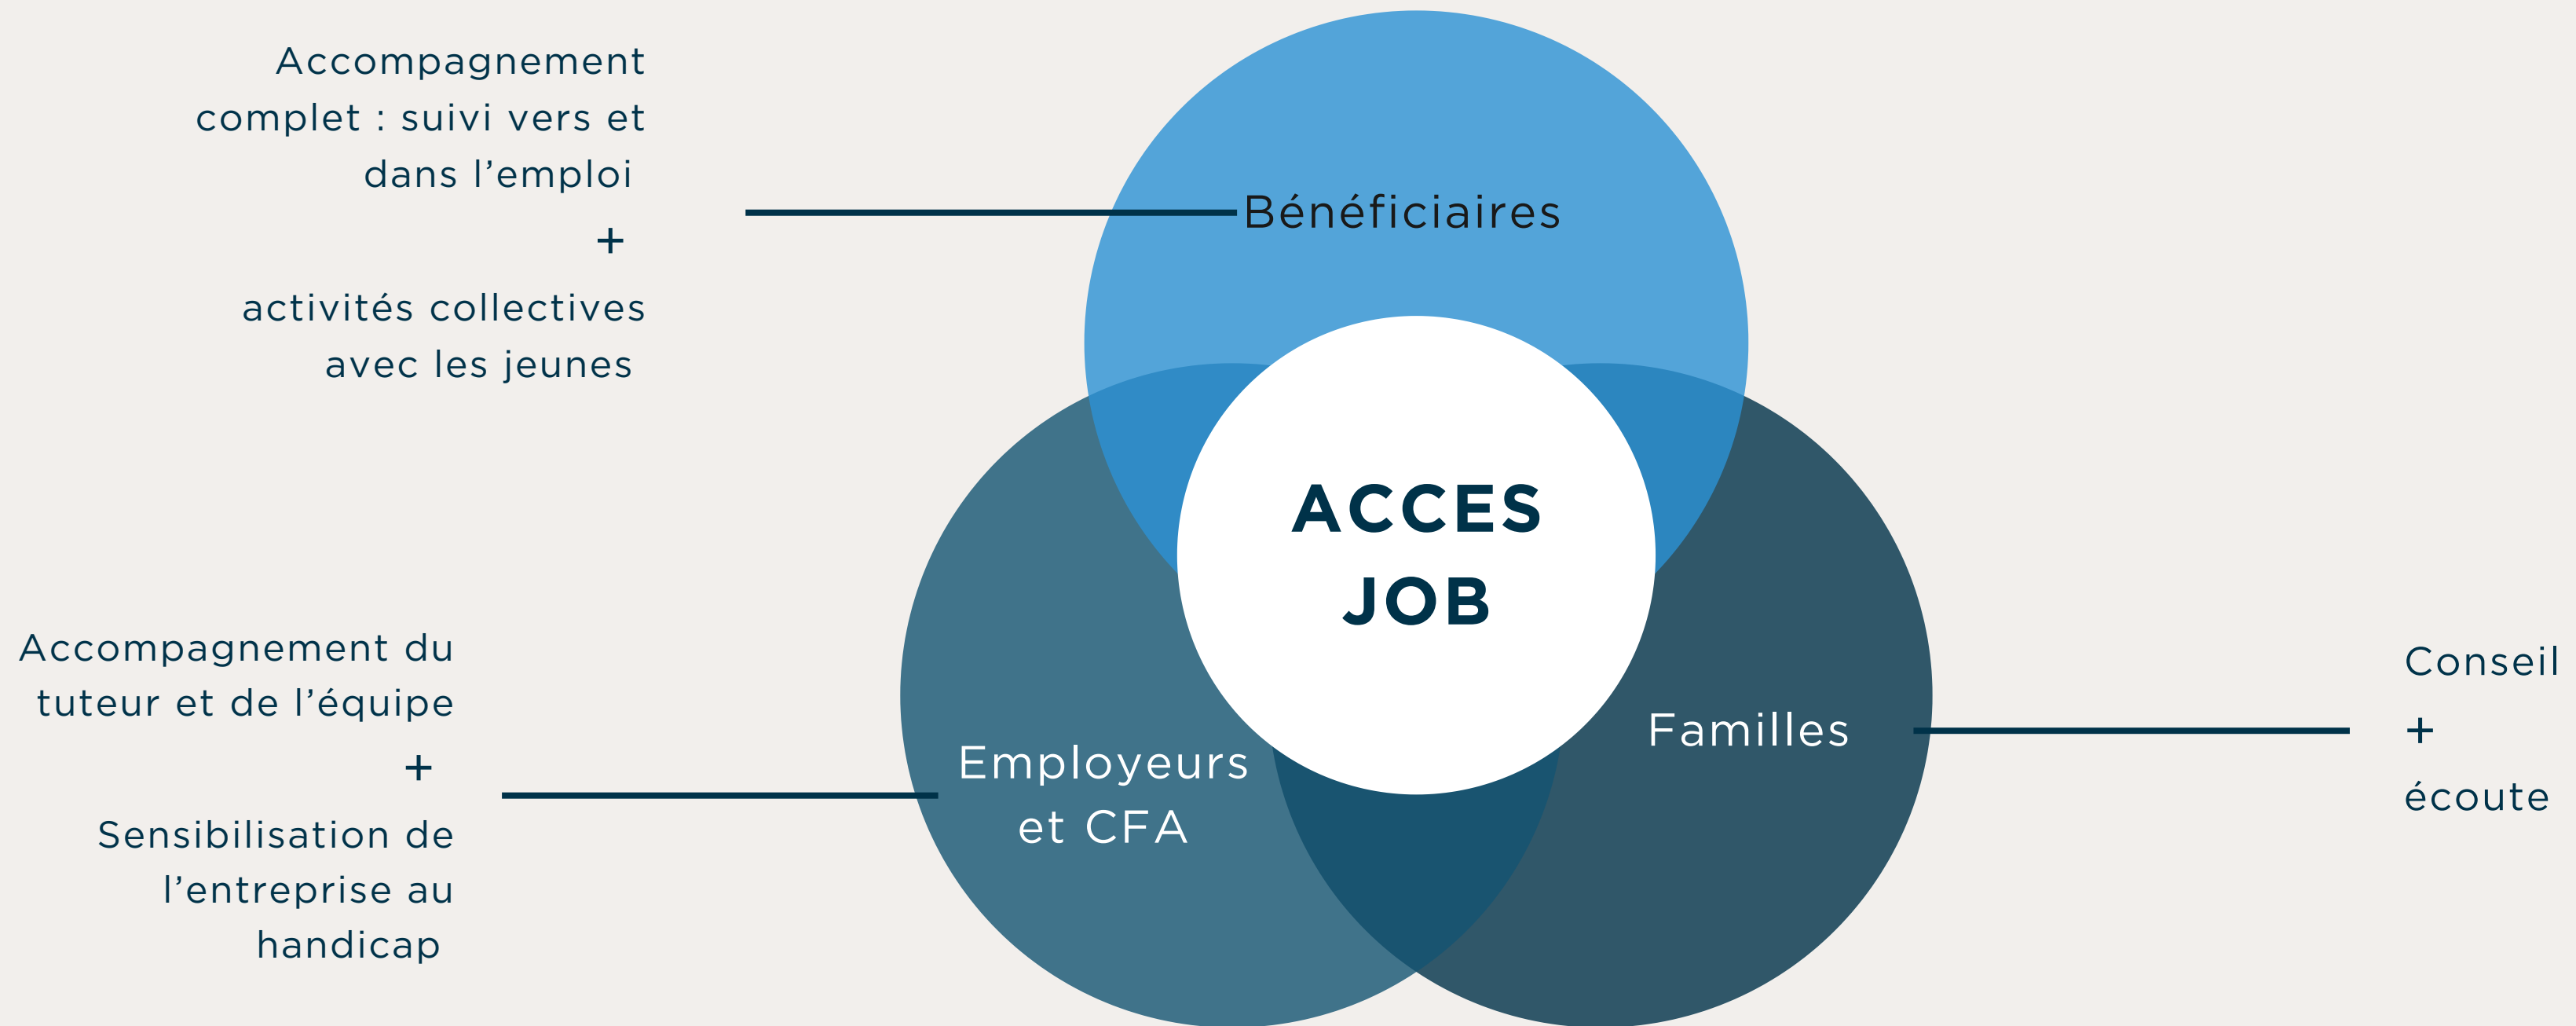 Accompagnement
complet : suivi vers et
dans l’emploi
+
activités collectives
avec les jeunes
Bénéficiaires
ACCES
JOB
Accompagnement du
tuteur et de l’équipe
+
Sensibilisation de
l’entreprise au
handicap
Employeurs
et CFA
Familles
Conseil
+
écoute